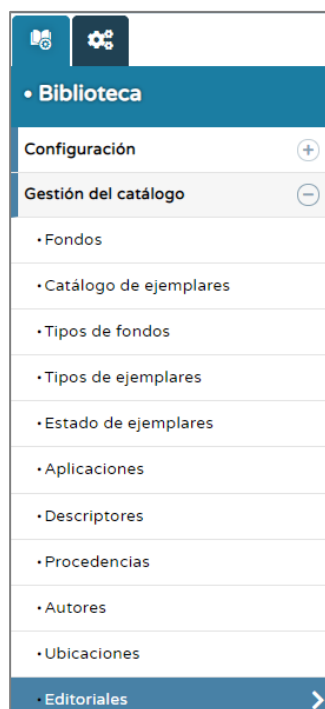 • Biblioteca
Configuración
Gestión del catálogo
• Fondos
• Catálogo de ejemplares
• Tipos de fondos
• Tipos de ejemplares
• Estado de ejemplares
• Aplicaciones
• Descriptores
• Procedencias
• Autores
• Ubicaciones
• Editoriales